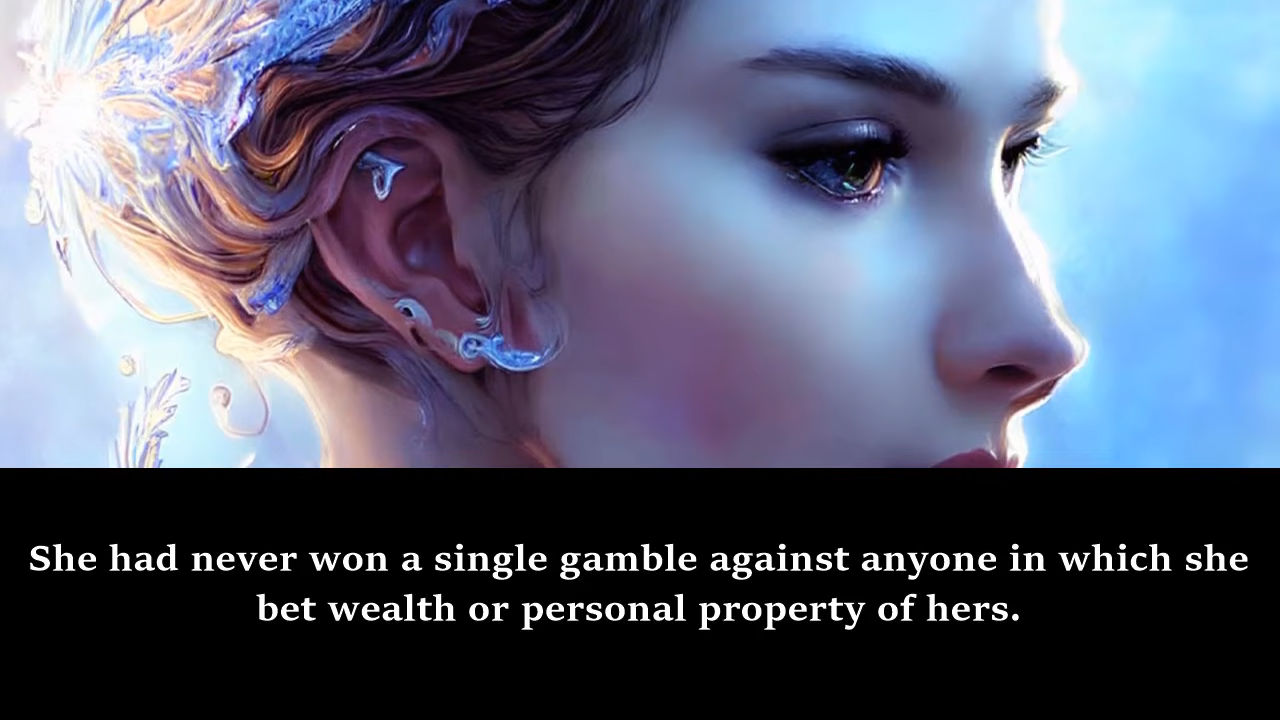 She had never won a single gamble against anyone in which she
bet wealth or personal property of hers.